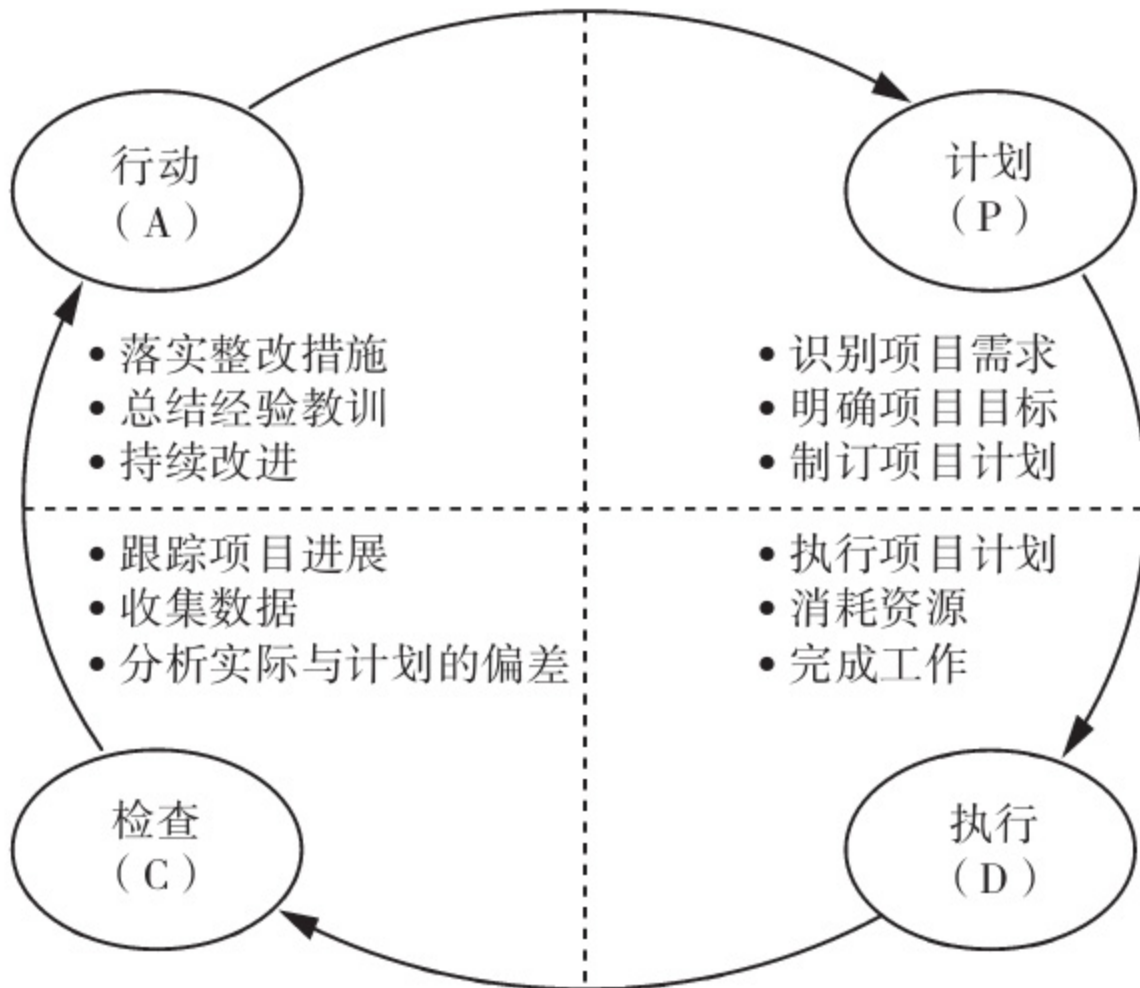 行动
（A）
计划
（P）
• 落实整改措施
• 总结经验教训
• 持续改进
• 识别项目需求
• 明确项目目标
• 制订项目计划
• 跟踪项目进展
• 收集数据
• 分析实际与计划的偏差
• 执行项目计划
• 消耗资源
• 完成工作
检查
（C）
执行
（D）